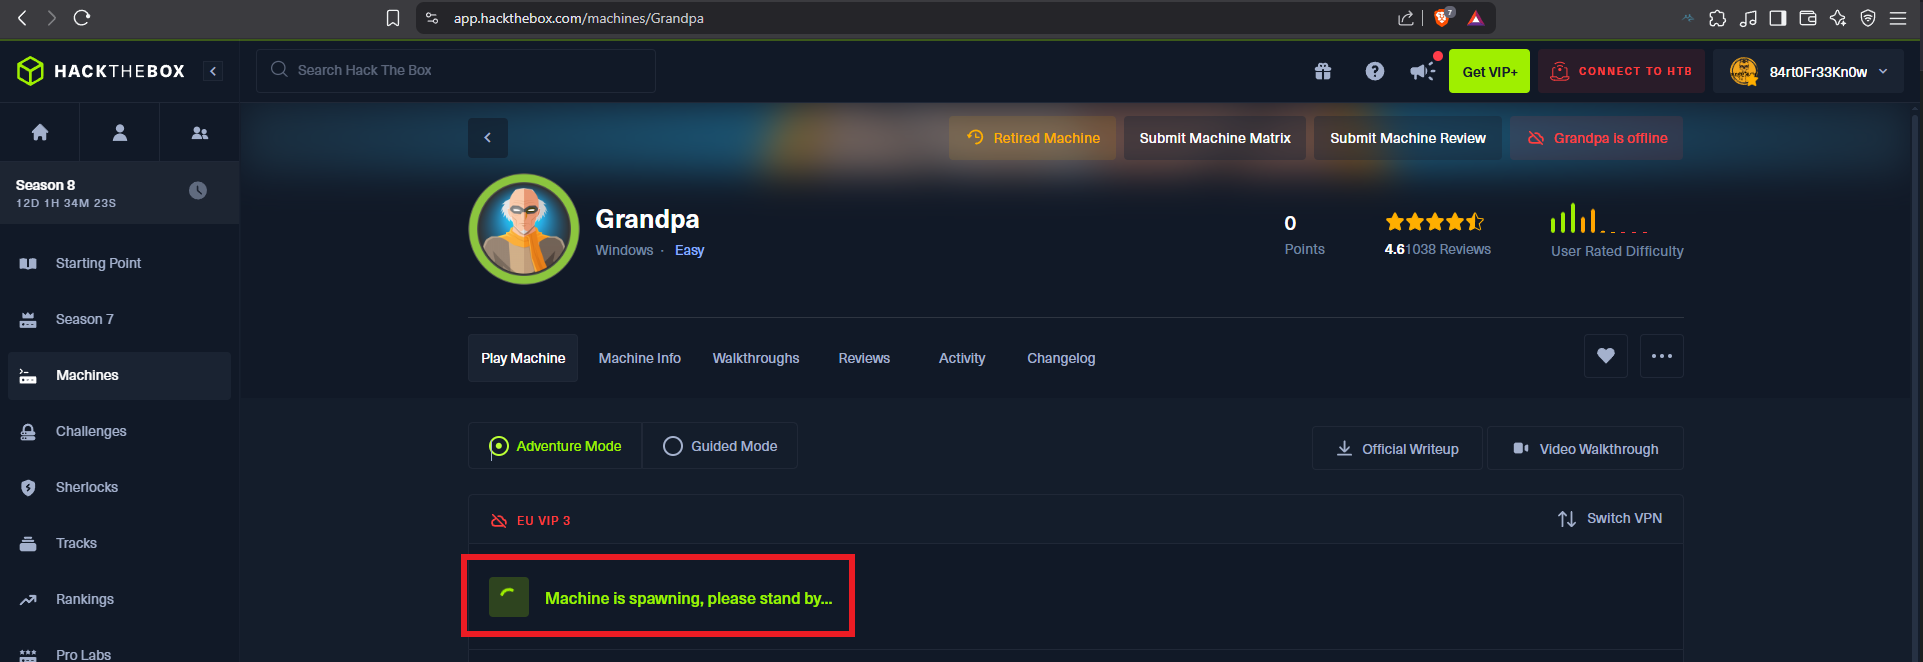 app.hackthebox.com/machines/Grandpa
7
HACKTHEBOX
Search Hack The Box
Get VIP+
CONNECT TO HTB
84rt0Fr33Kn0w
Season 8
12D 1H 34M 23S
Starting Point
Season 7
Machines
Challenges
Sherlocks
Tracks
Rankings
Pro Labs
Retired Machine
Submit Machine Matrix
Submit Machine Review
Grandpa is offline
Grandpa
Windows · Easy
0
Points
4.6 1038 Reviews
User Rated Difficulty
Play Machine
Machine Info
Walkthroughs
Reviews
Activity
Changelog
Adventure Mode
Guided Mode
Official Writeup
Video Walkthrough
EU VIP 3
Switch VPN
Machine is spawning, please stand by...